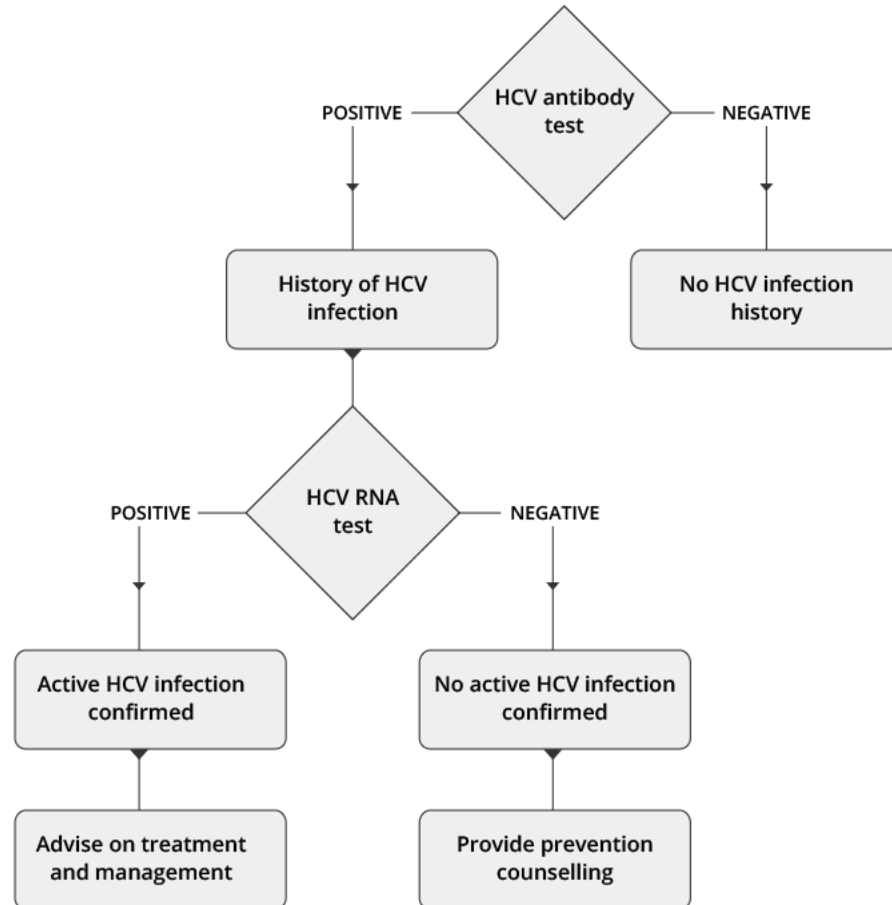 HCV antibody
test
POSITIVE
NEGATIVE
History of HCV
infection
No HCV infection
history
HCV RNA
test
POSITIVE
NEGATIVE
Active HCV infection
confirmed
No active HCV infection
confirmed
Advise on treatment
and management
Provide prevention
counselling